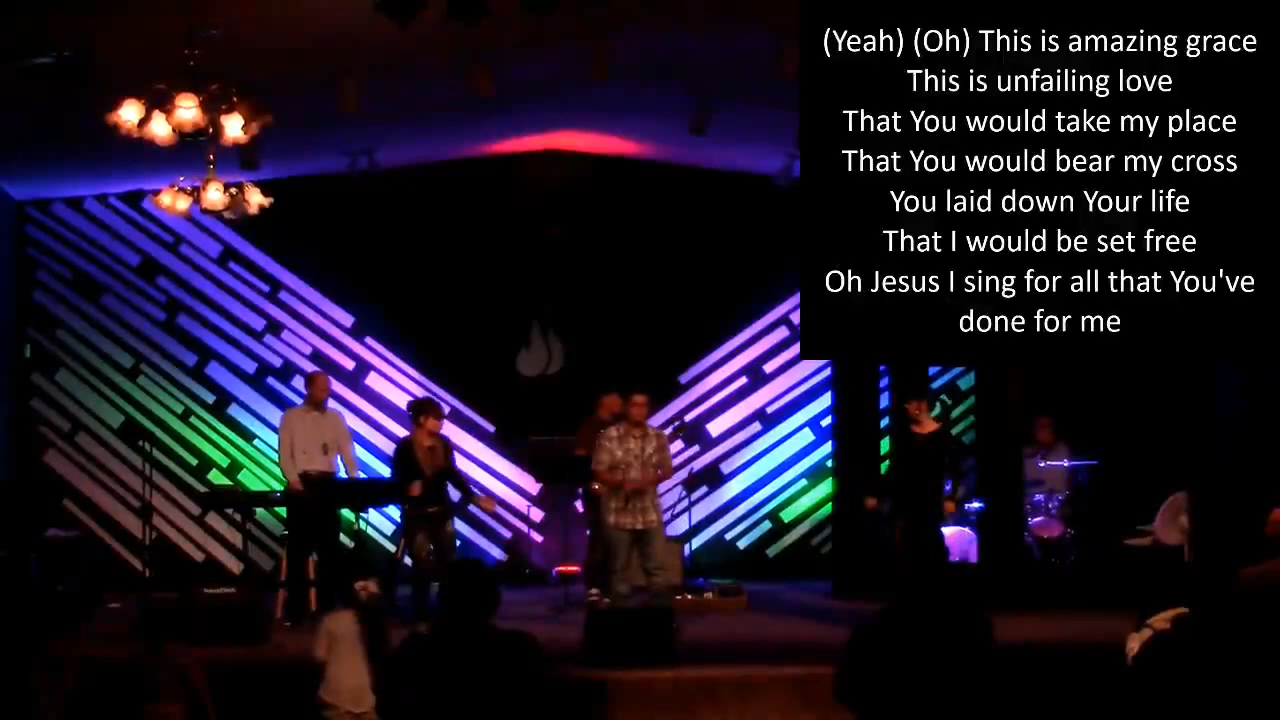 (Yeah) (Oh) This is amazing grace
This is unfailing love
That You would take my place
That You would bear my cross
You laid down Your life
That I would be set free
Oh Jesus I sing for all that You've
done for me